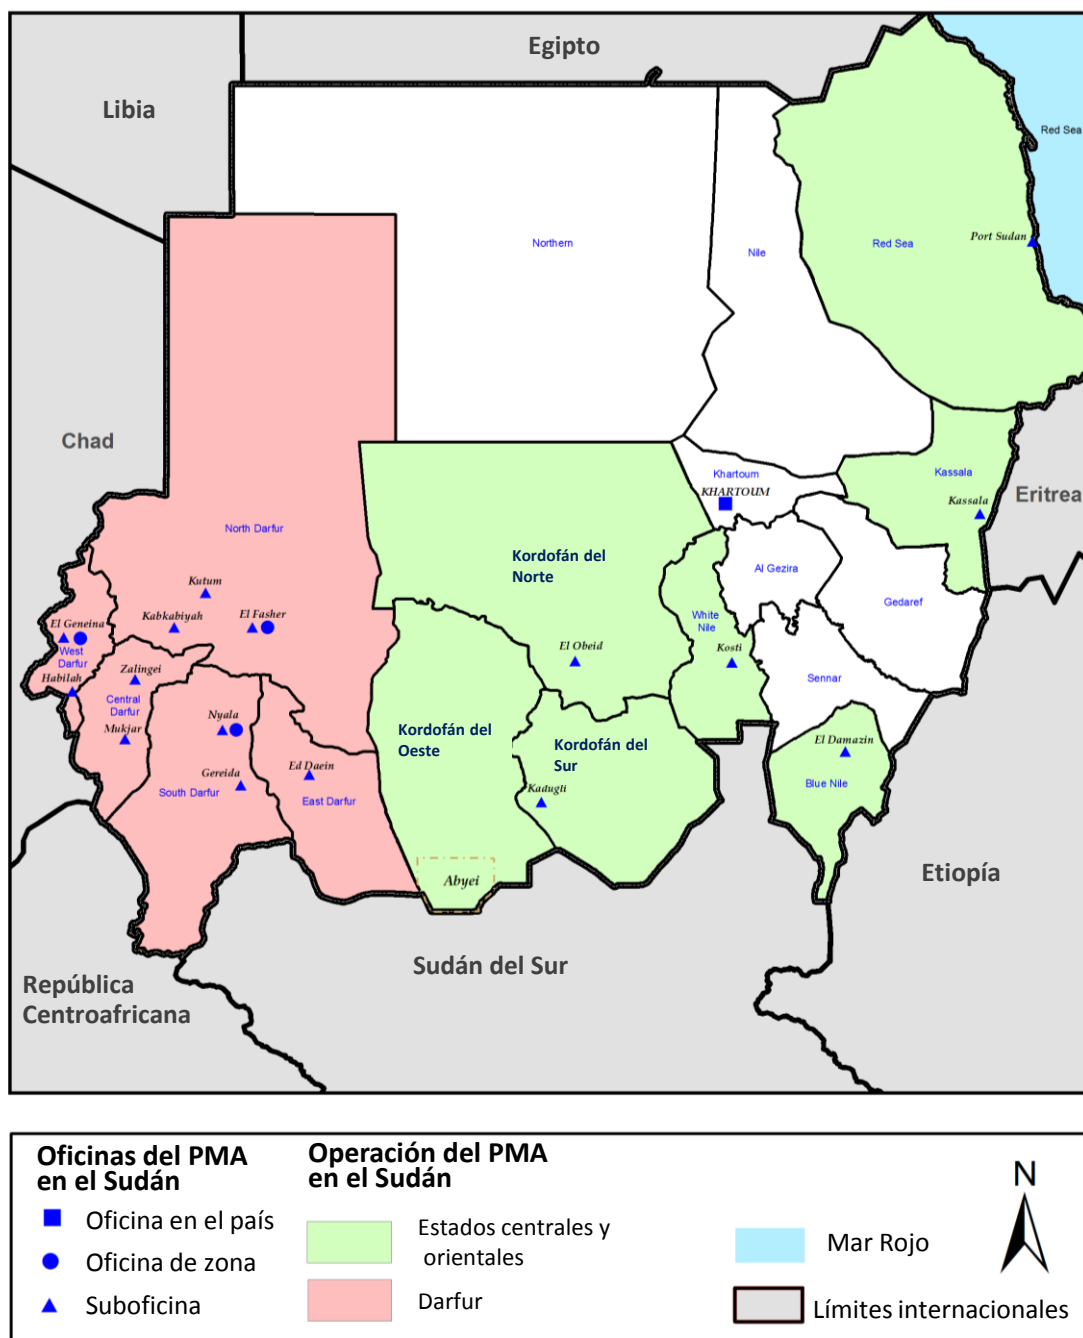 Egipto
Libia
Red Sea
Port Sudan
Northern
Nile
Red Sea
Chad
Khartoum
KHARTOUM
Kassala
Kassala
Eritrea
North Darfur
Kordofán del
Norte
Al Gezira
Gedaref
Kutum
Kabkabiyah
El Fasher
El Geneina
West
Darfur
White
Nile
Kosti
El Obeid
Habilah
Zalingei
Central
Darfur
Mukjar
Sennar
Nyala
Kordofán del
Oeste
Kordofán del
Sur
El Damazin
Blue Nile
Ed Daein
Gereida
South Darfur
East Darfur
Kadugli
Abyei
Etiopía
Sudán del Sur
República
Centroafricana
Oficinas del PMA
en el Sudán
Oficina en el país
Oficina de zona
Suboficina
Operación del PMA
en el Sudán
Estados centrales y
orientales
Darfur
Mar Rojo
Límites internacionales
N